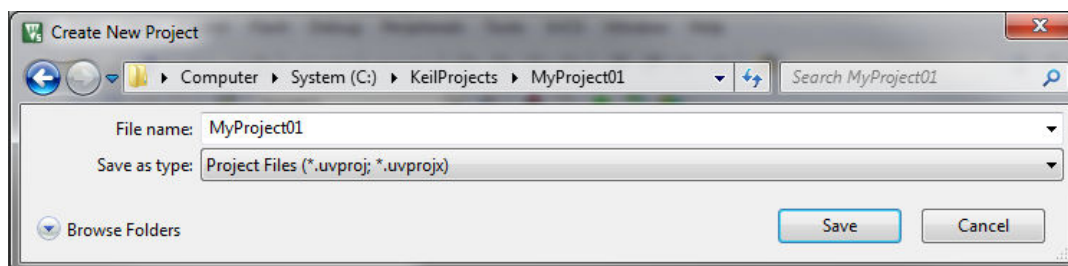 Create New Project
Computer System (C:) KeilProjects MyProject01 Search MyProject01
File name: MyProject01
Save as type: Project Files (*.uvproj; *.uvprojx)
Browse Folders Save Cancel